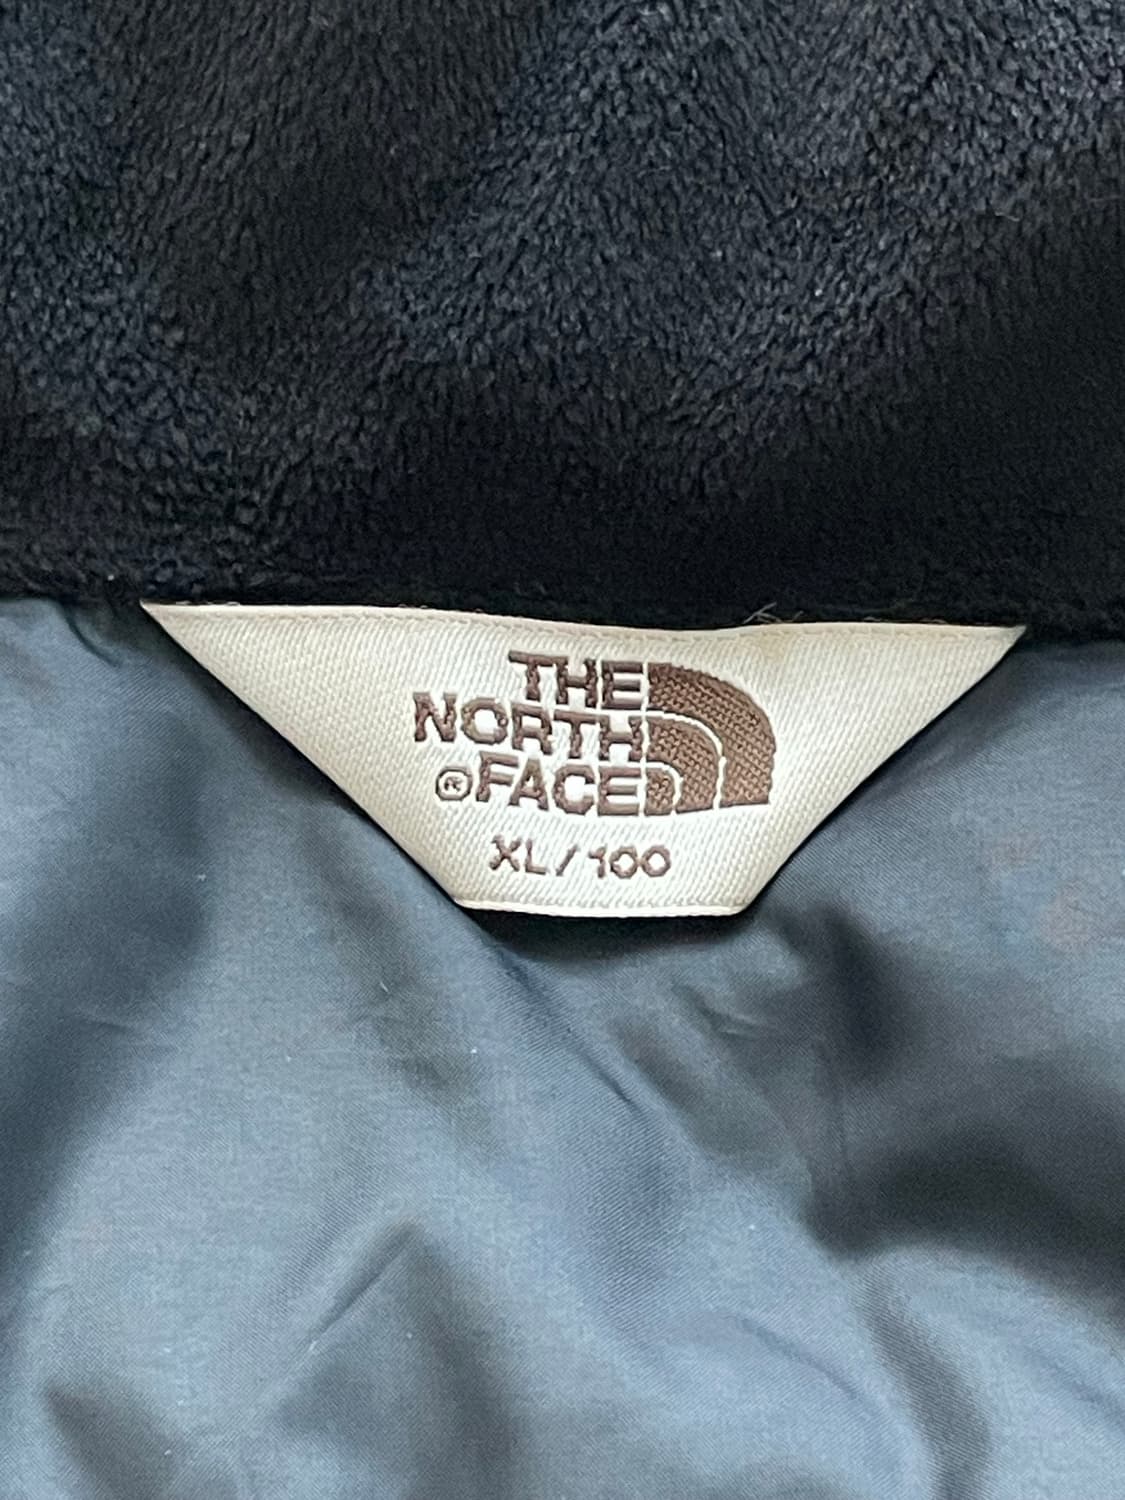 THE
NORTH
®FACE
XL/100